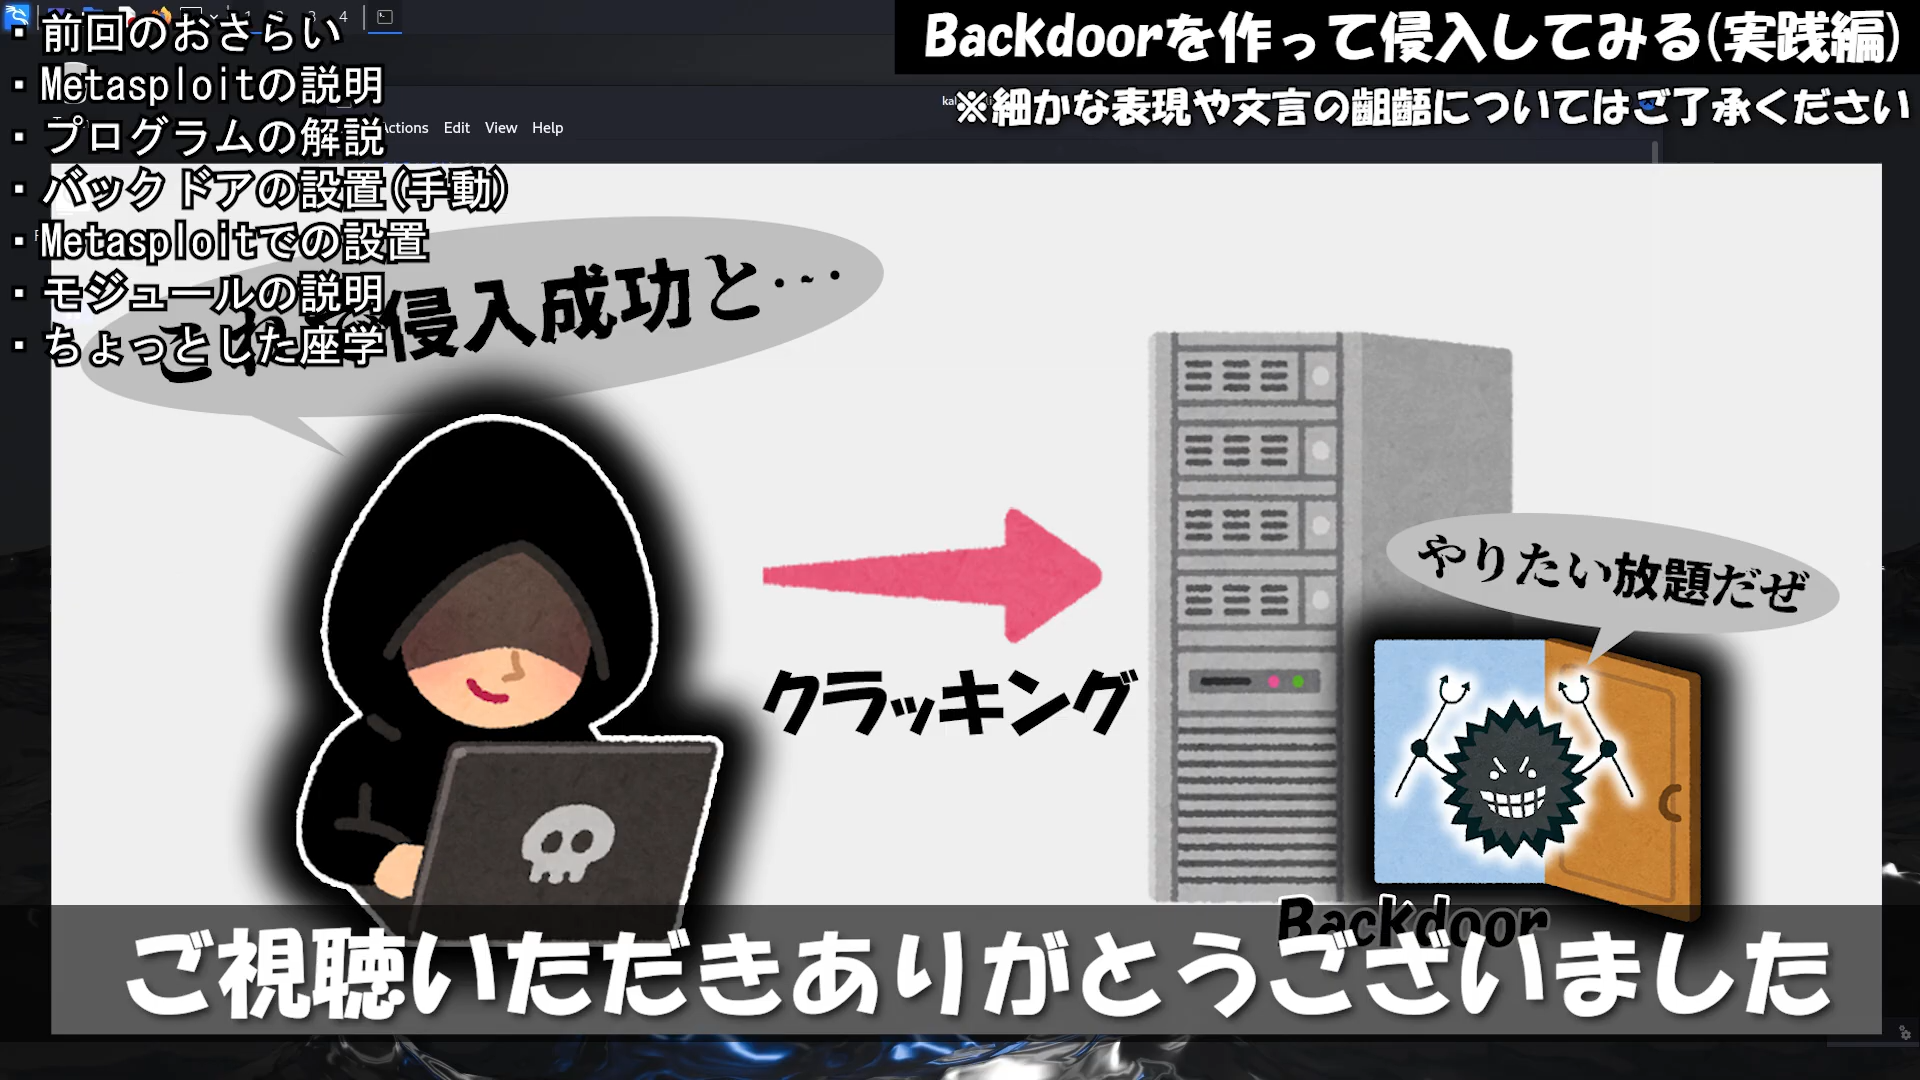 ・前回のおさらい
・Metasploitの説明
・プログラムの解説
・バックドアの設置(手動)
・Metasploitでの設置
・モジュールの説明
・ちょっとした座学
4
Backdoorを作って侵入してみる(実践編)
※細かな表現や文言の齟齬についてはご了承ください
Actions Edit View Help
これで侵入成功と・・・
クラッキング
やりたい放題だぜ
Backdoor
ご視聴いただきありがとうございました